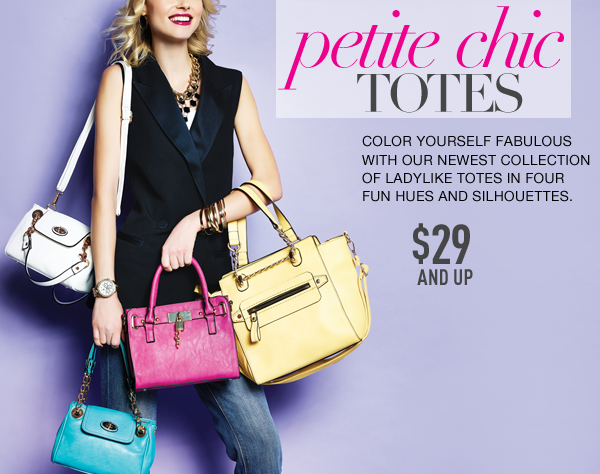 petite chic
TOTES
COLOR YOURSELF FABULOUS
WITH OUR NEWEST COLLECTION
OF LADYLIKE TOTES IN FOUR
FUN HUES AND SILHOUETTES.
$29
AND UP